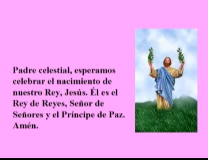 Padre celestial, esperamos
celebrar el nacimiento de
nuestro Rey, Jesús. Él es el
Rey de Reyes, Señor de
Señores y el Príncipe de Paz.
Amén.